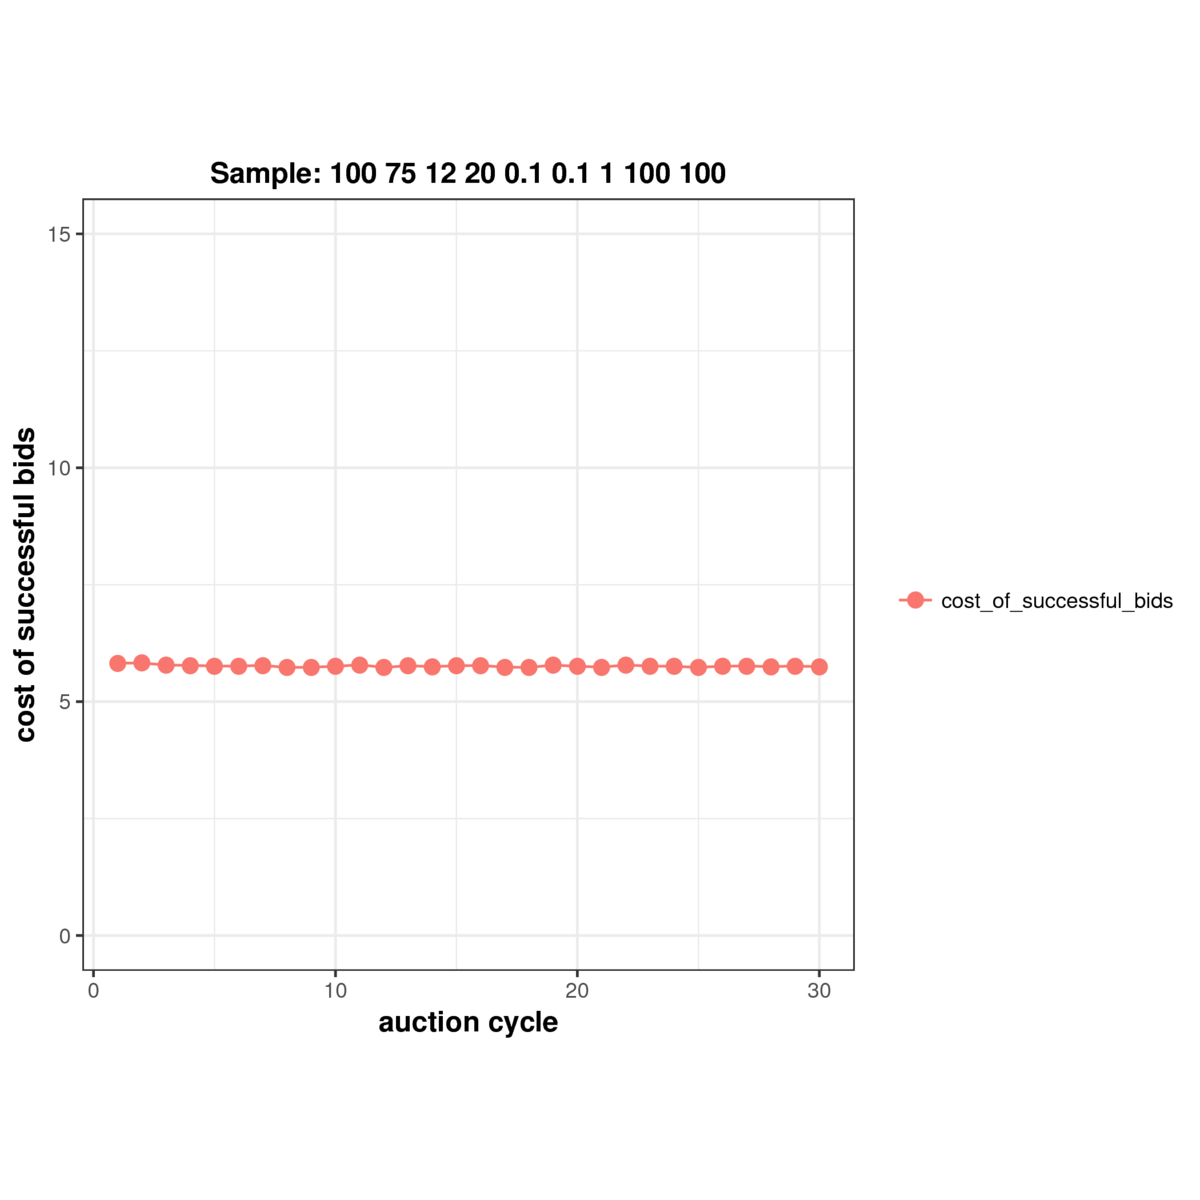 Sample: 100 75 12 20 0.1 0.1 1 100 100
15
10
5
0
cost of successful bids
0 10 20 30
auction cycle
cost_of_successful_bids